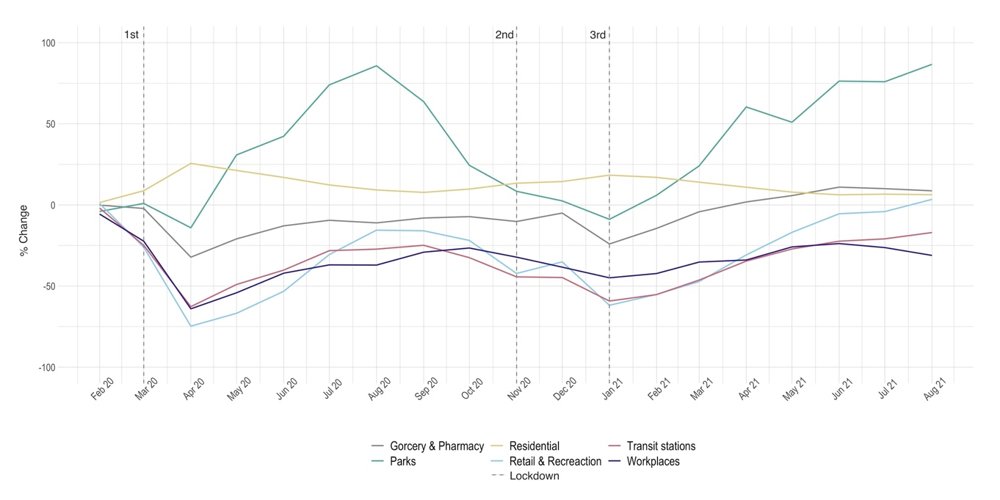 1st 2nd 3rd
100
50
0
-50
-100
% Change
Feb 20 Mar 20 Apr 20 May 20 Jun 20 Jul 20 Aug 20 Sep 20 Oct 20 Nov 20 Dec 20 Jan 21 Feb 21 Mar 21 Apr 21 May 21 Jun 21 Jul 21 Aug 21
Gorcery & Pharmacy Residential Transit stations
Parks Retail & Recreaction Workplaces
Lockdown